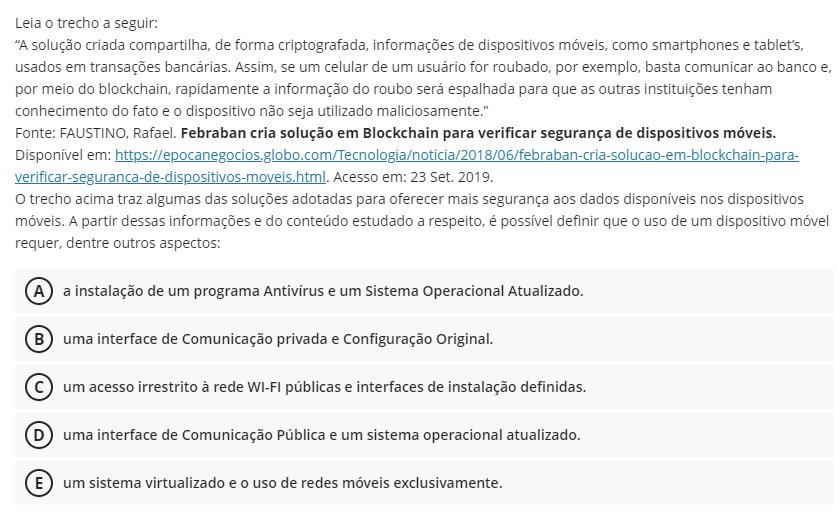 Leia o trecho a seguir:
“A solução criada compartilha, de forma criptografada, informações de dispositivos móveis, como smartphones e tablet’s,
usados em transações bancárias. Assim, se um celular de um usuário for roubado, por exemplo, basta comunicar ao banco e,
por meio do blockchain, rapidamente a informação do roubo será espalhada para que as outras instituições tenham
conhecimento do fato e o dispositivo não seja utilizado maliciosamente.”
Fonte: FAUSTINO, Rafael. Febraban cria solução em Blockchain para verificar segurança de dispositivos móveis.
Disponível em: https://epocanegocios.globo.com/Tecnologia/noticia/2018/06/febraban-cria-solucao-em-blockchain-para-
verificar-seguranca-de-dispositivos-moveis.html. Acesso em: 23 Set. 2019.
O trecho acima traz algumas das soluções adotadas para oferecer mais segurança aos dados disponíveis nos dispositivos
móveis. A partir dessas informações e do conteúdo estudado a respeito, é possível definir que o uso de um dispositivo móvel
requer, dentre outros aspectos:
A a instalação de um programa Antivírus e um Sistema Operacional Atualizado.
B uma interface de Comunicação privada e Configuração Original.
C um acesso irrestrito à rede WI-FI públicas e interfaces de instalação definidas.
D uma interface de Comunicação Pública e um sistema operacional atualizado.
E um sistema virtualizado e o uso de redes móveis exclusivamente.